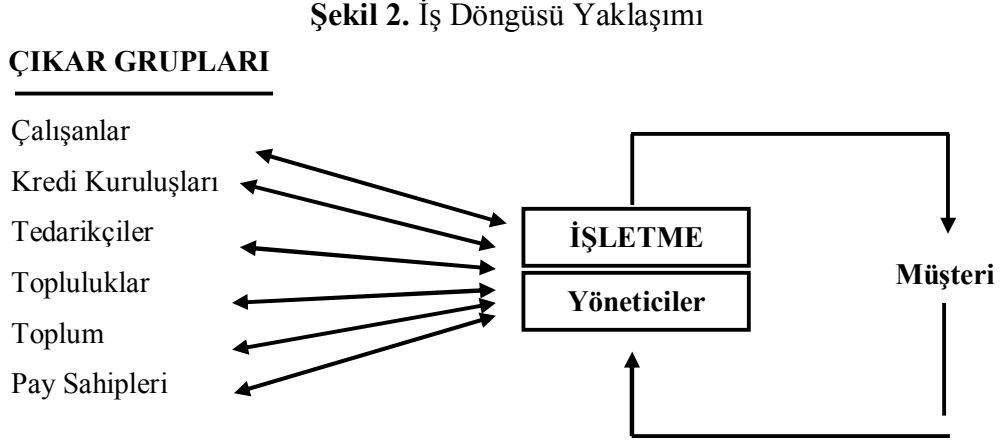 Şekil 2. İş Döngüsü Yaklaşımı
ÇIKAR GRUPLARI
Çalışanlar
Kredi Kuruluşları
Tedarikçiler
Topluluklar
Toplum
Pay Sahipleri
İŞLETME
Yöneticiler
Müşteri